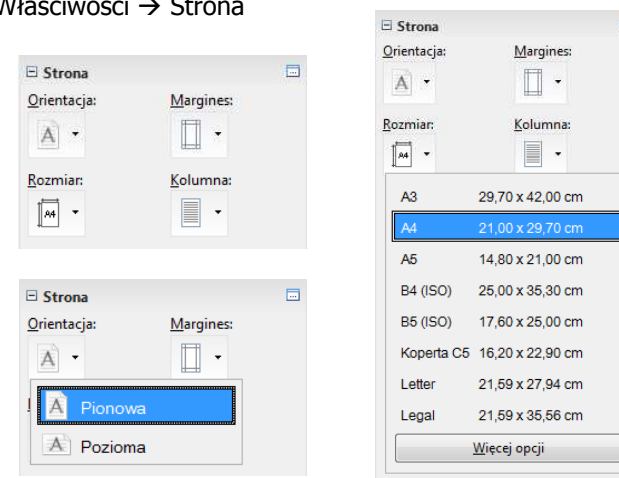 Właściwości → Strona
Strona
Orientacja: Margines:
A
Rozmiar: Kolumna:
A4
Strona
Orientacja: Margines:
A
A Pionowa
A Pozioma
Strona
Orientacja: Margines:
A
Rozmiar: Kolumna:
A4
A3 29,70 x 42,00 cm
A4 21,00 x 29,70 cm
A5 14,80 x 21,00 cm
B4 (ISO) 25,00 x 35,30 cm
B5 (ISO) 17,60 x 25,00 cm
Koperta C5 16,20 x 22,90 cm
Letter 21,59 x 27,94 cm
Legal 21,59 x 35,56 cm
Więcej opcji